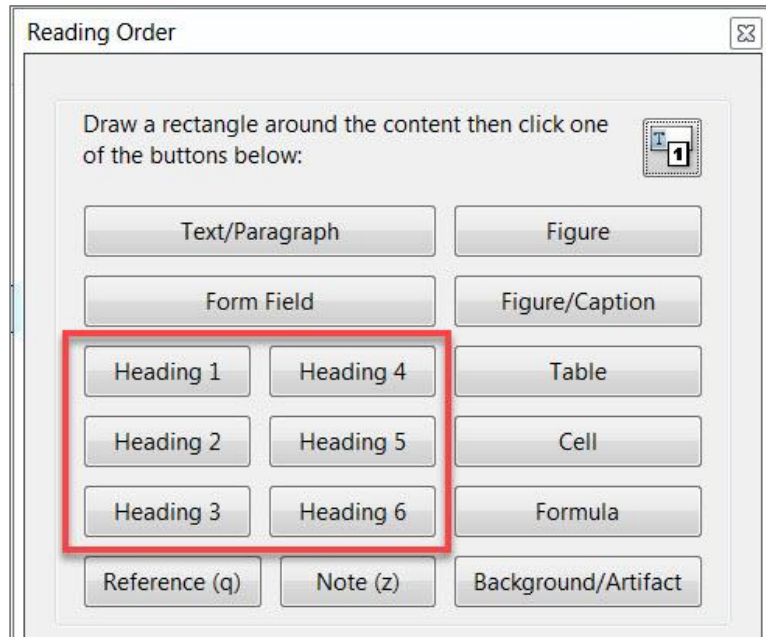 Reading Order
Draw a rectangle around the content then click one
of the buttons below:
T
1
Text/Paragraph Figure
Form Field Figure/Caption
Heading 1 Heading 4 Table
Heading 2 Heading 5 Cell
Heading 3 Heading 6 Formula
Reference (q) Note (z) Background/Artifact